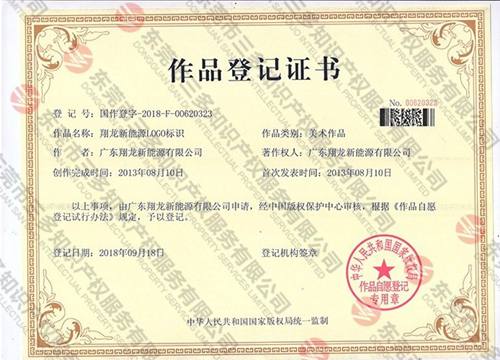 作品登记证书
No. 00620323
登 记 号：国作登字-2018-F-00620323
作品名称：翔龙新能源LOGO标识
作品类别：美术作品
作 者：广东翔龙新能源有限公司
著作权人：广东翔龙新能源有限公司
创作完成时间：2013年08月10日
首次发表时间：2013年08月10日
以上事项，由广东翔龙新能源有限公司申请，经中国版权保护中心审核，根据《作品自愿
登记试行办法》规定，予以登记。
登记日期：2018年09月18日
登记机构签章
中华人民共和国国家版权局
作品自愿登记
专用章
中华人民共和国国家版权局统一监制